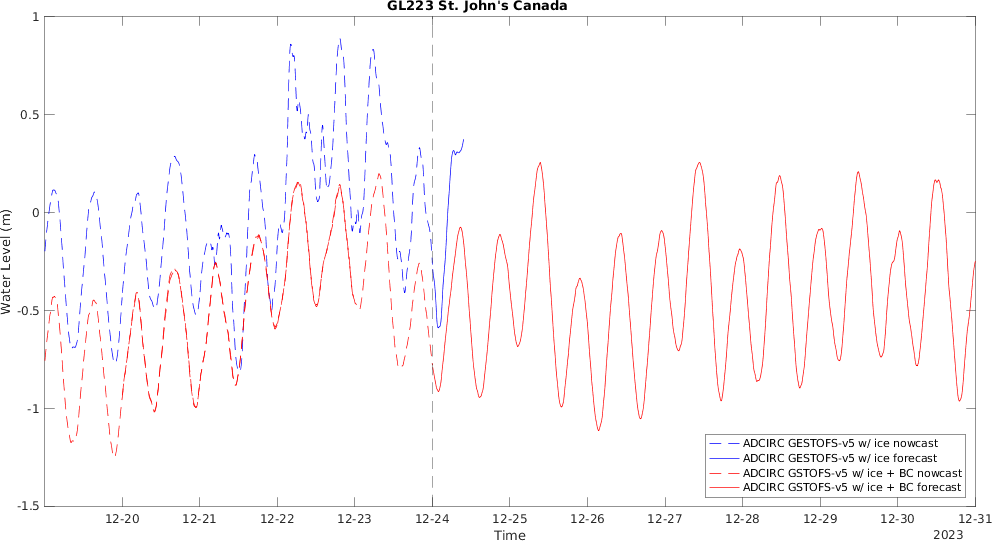 GL223 St. John's Canada
Water Level (m)
1
0.5
0
-0.5
-1
-1.5
12-20
12-21
12-22
12-23
12-24
12-25
12-26
12-27
12-28
12-29
12-30
12-31
Time
2023
ADCIRC GESTOFS-v5 w/ ice nowcast
ADCIRC GESTOFS-v5 w/ ice forecast
ADCIRC GSTOFS-v5 w/ ice + BC nowcast
ADCIRC GSTOFS-v5 w/ ice + BC forecast